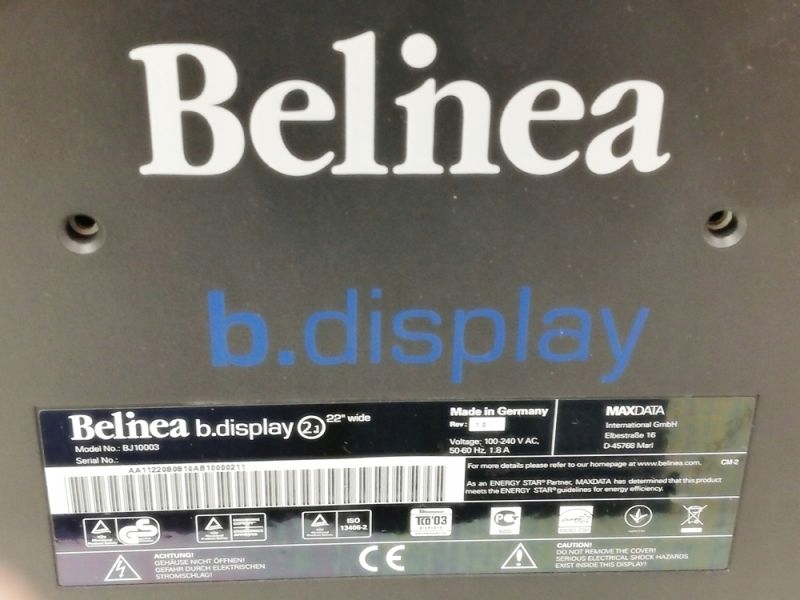 Belinea
b.display
Belinea b.display 2.1 22" wide
Model No.: BJ10003
Serial No.:
AA11220B0B10AB10000211
Made in Germany
Rev: 1.0
Voltage: 100-240 V AC,
50-60 Hz, 1.8 A
MAXDATA
International GmbH
Elbestraße 16
D-45768 Marl
For more details please refer to our homepage at www.belinea.com. CM-2
As an ENERGY STAR Partner, MAXDATA has determined that this product
meets the ENERGY STAR guidelines for energy efficiency.
GS
ISO
13406-2
TCO'03
DISPLAYS
PC
ACHTUNG!
GEHÄUSE NICHT ÖFFNEN!
GEFAHR DURCH ELEKTRISCHEN
STROMSCHLAG!
CE
CAUTION!
DO NOT REMOVE THE COVER!
SERIOUS ELECTRICAL SHOCK HAZARDS
EXIST INSIDE THIS DISPLAY!